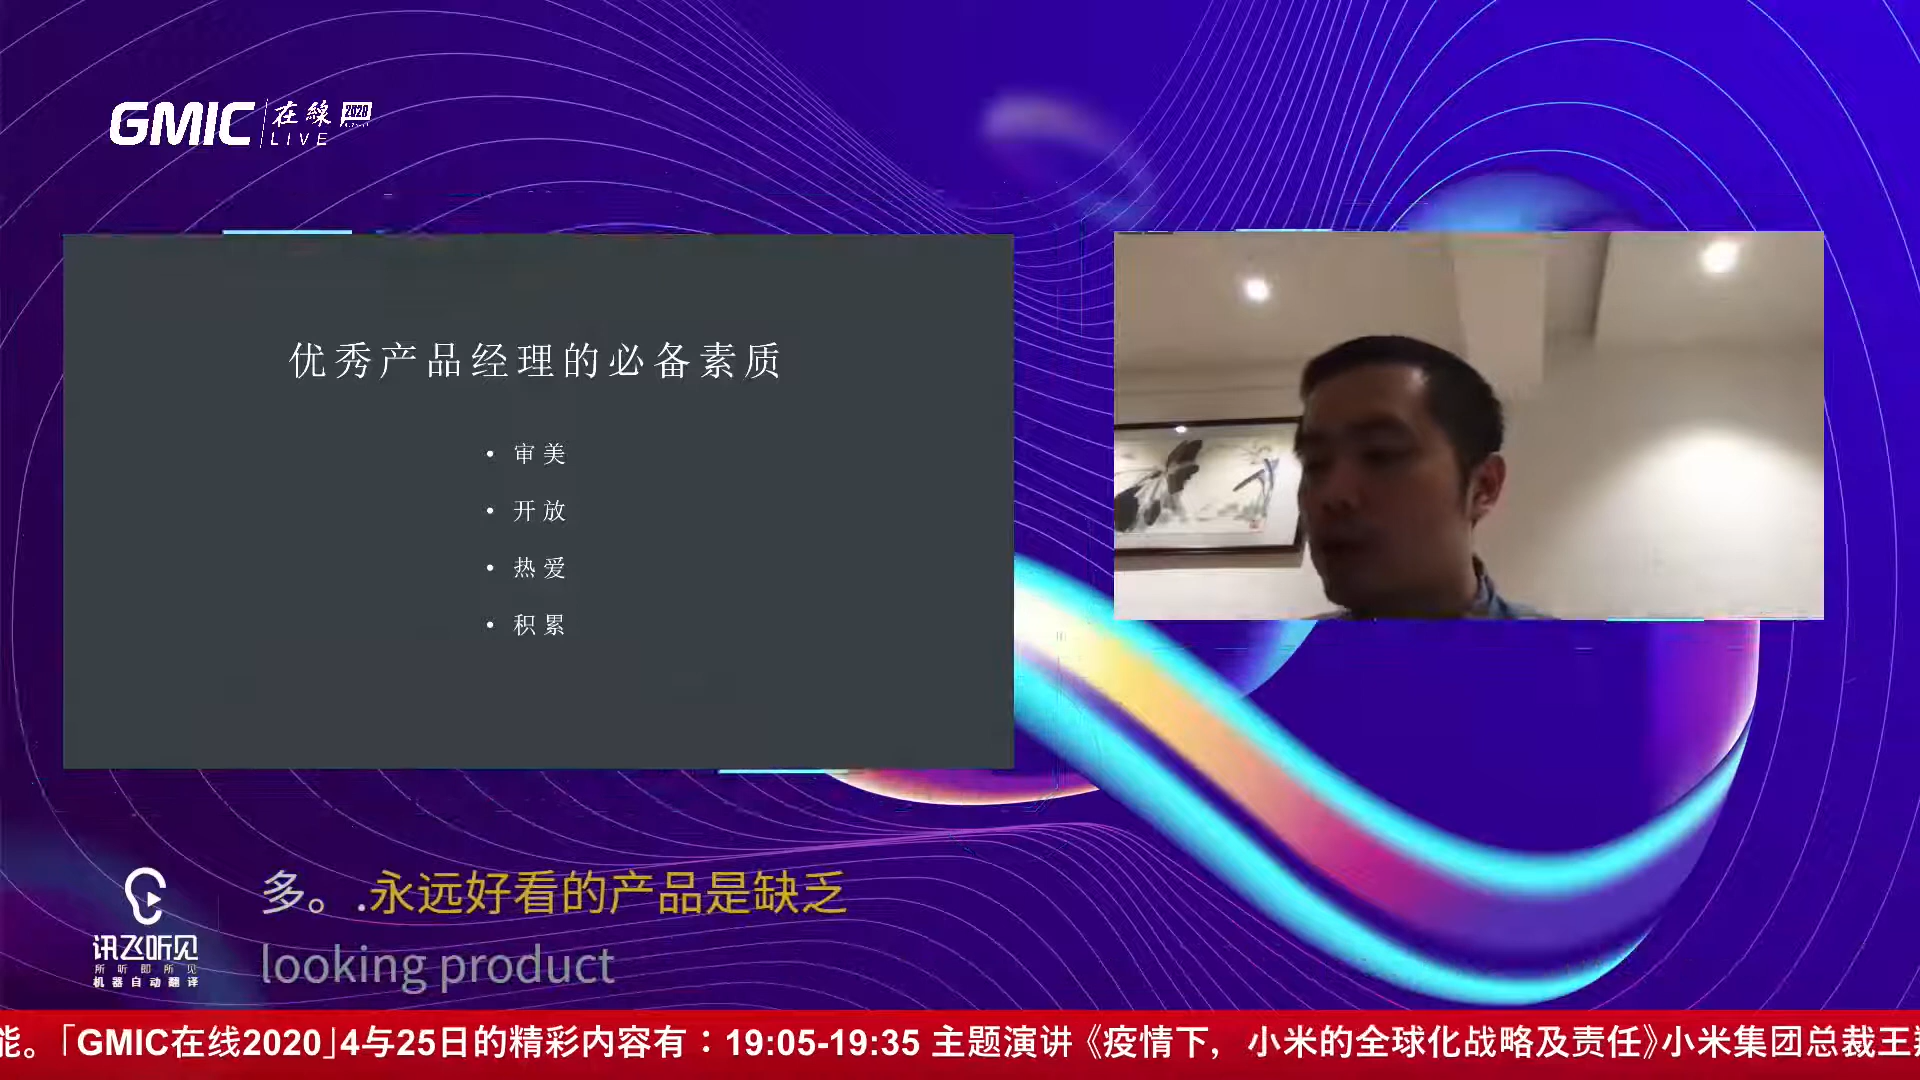 GMIC 在線 2020
LIVE
优秀产品经理的必备素质
• 审美
• 开放
• 热爱
• 积累
多。.永远好看的产品是缺乏
looking product
讯飞听见
所听即所见
机器自动翻译
能。「GMIC在线2020」4与25日的精彩内容有：19:05-19:35 主题演讲《疫情下，小米的全球化战略及责任》小米集团总裁王